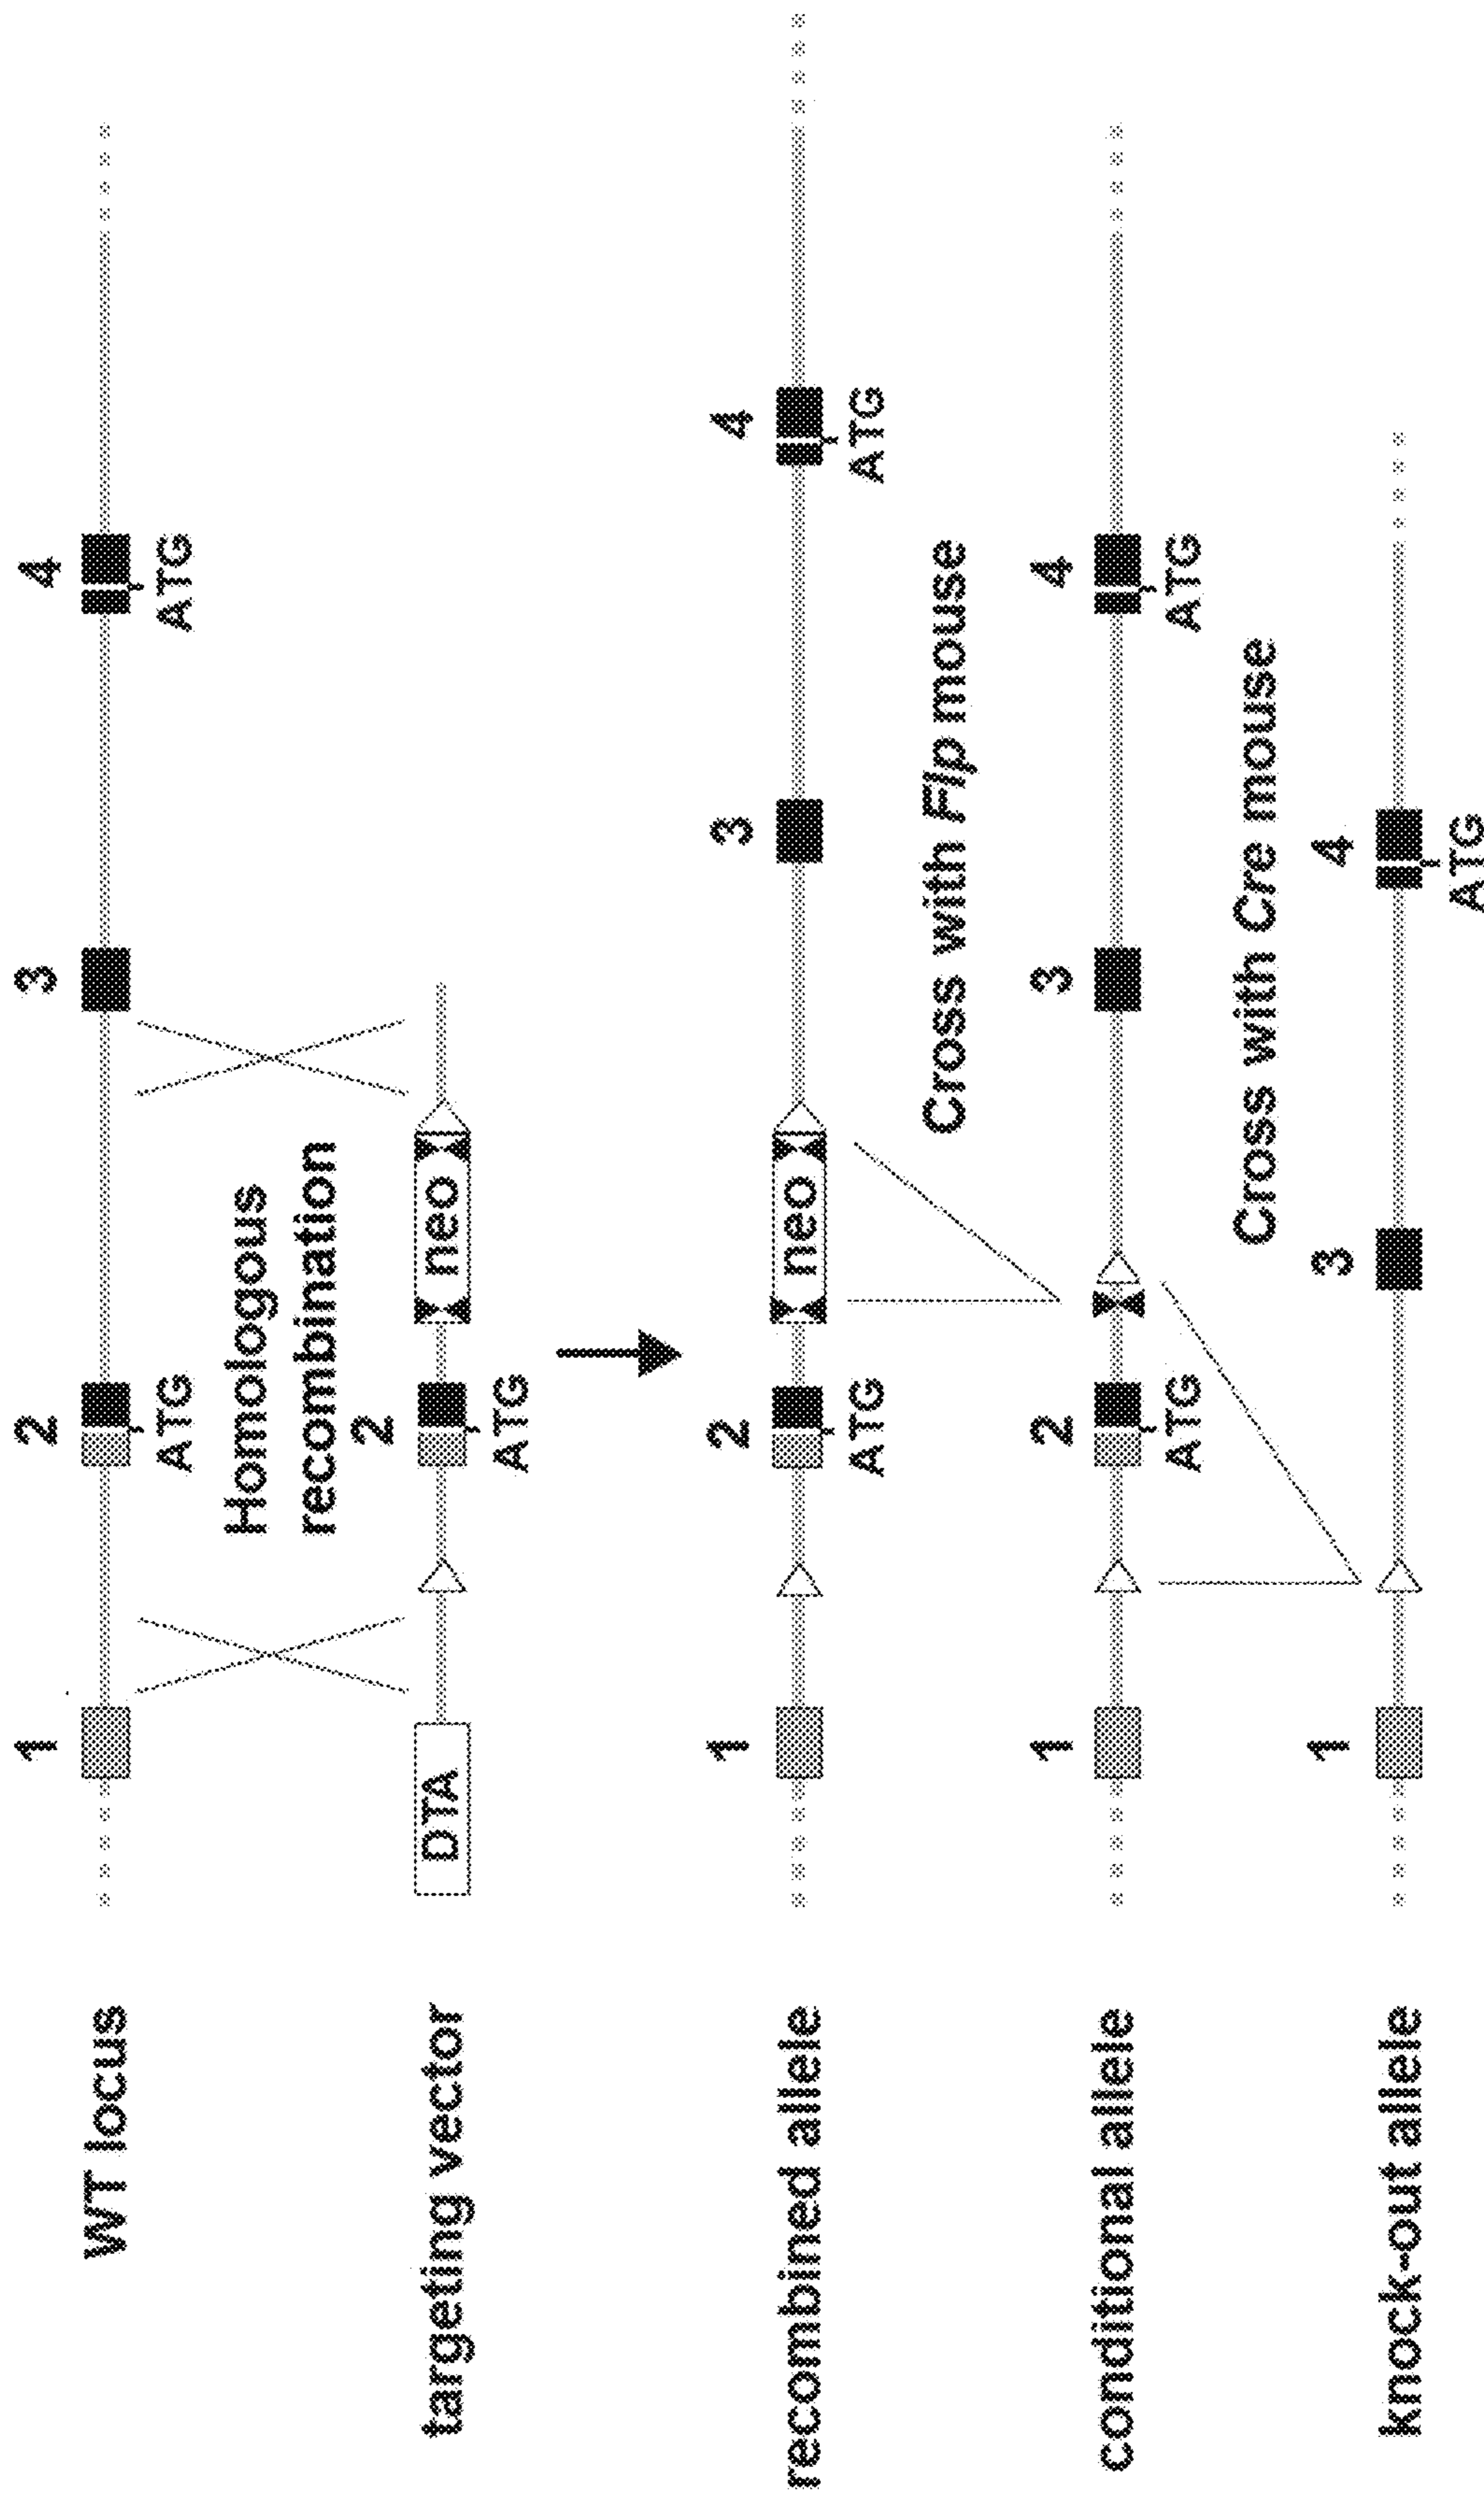 WT locus
1
2
3
4
ATG
ATG
Homologous
recombination
targeting vector
DTA
2
neo
ATG
recombined allele
1
2
neo
3
4
ATG
ATG
Cross with Flp mouse
conditional allele
1
2
3
4
ATG
ATG
Cross with Cre mouse
knock-out allele
1
3
4
ATG